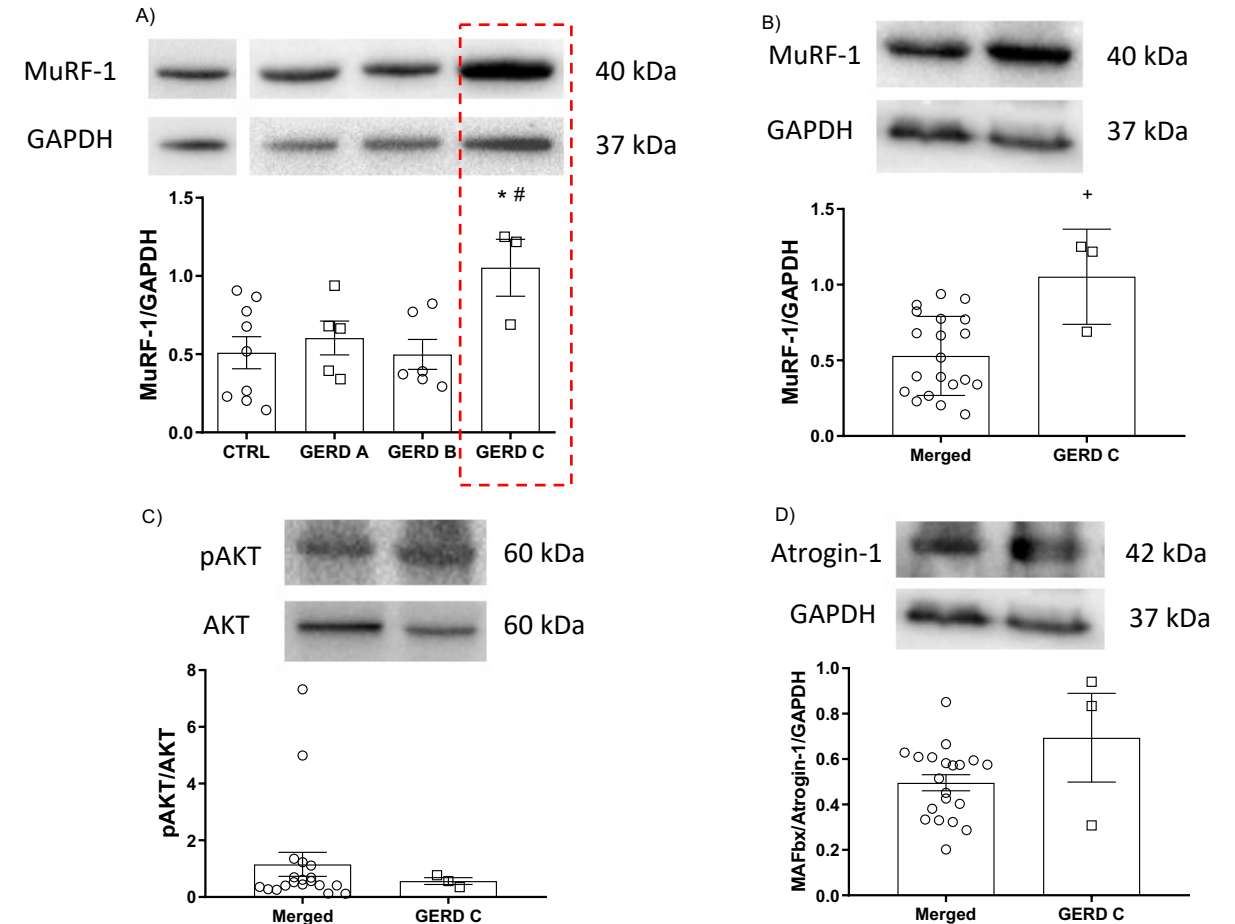 A)
MuRF-1
40 kDa
GAPDH
37 kDa
* #
1.5
1.0
0.5
0.0
MuRF-1/GAPDH
CTRL GERD A GERD B GERD C
B)
MuRF-1
40 kDa
GAPDH
37 kDa
+
1.5
1.0
0.5
0.0
MuRF-1/GAPDH
Merged GERD C
C)
pAKT
60 kDa
AKT
60 kDa
8
6
4
2
0
pAKT/AKT
Merged GERD C
D)
Atrogin-1
42 kDa
GAPDH
37 kDa
1.0
0.8
0.6
0.4
0.2
0.0
MAFbx/Atrogin-1/GAPDH
Merged GERD C